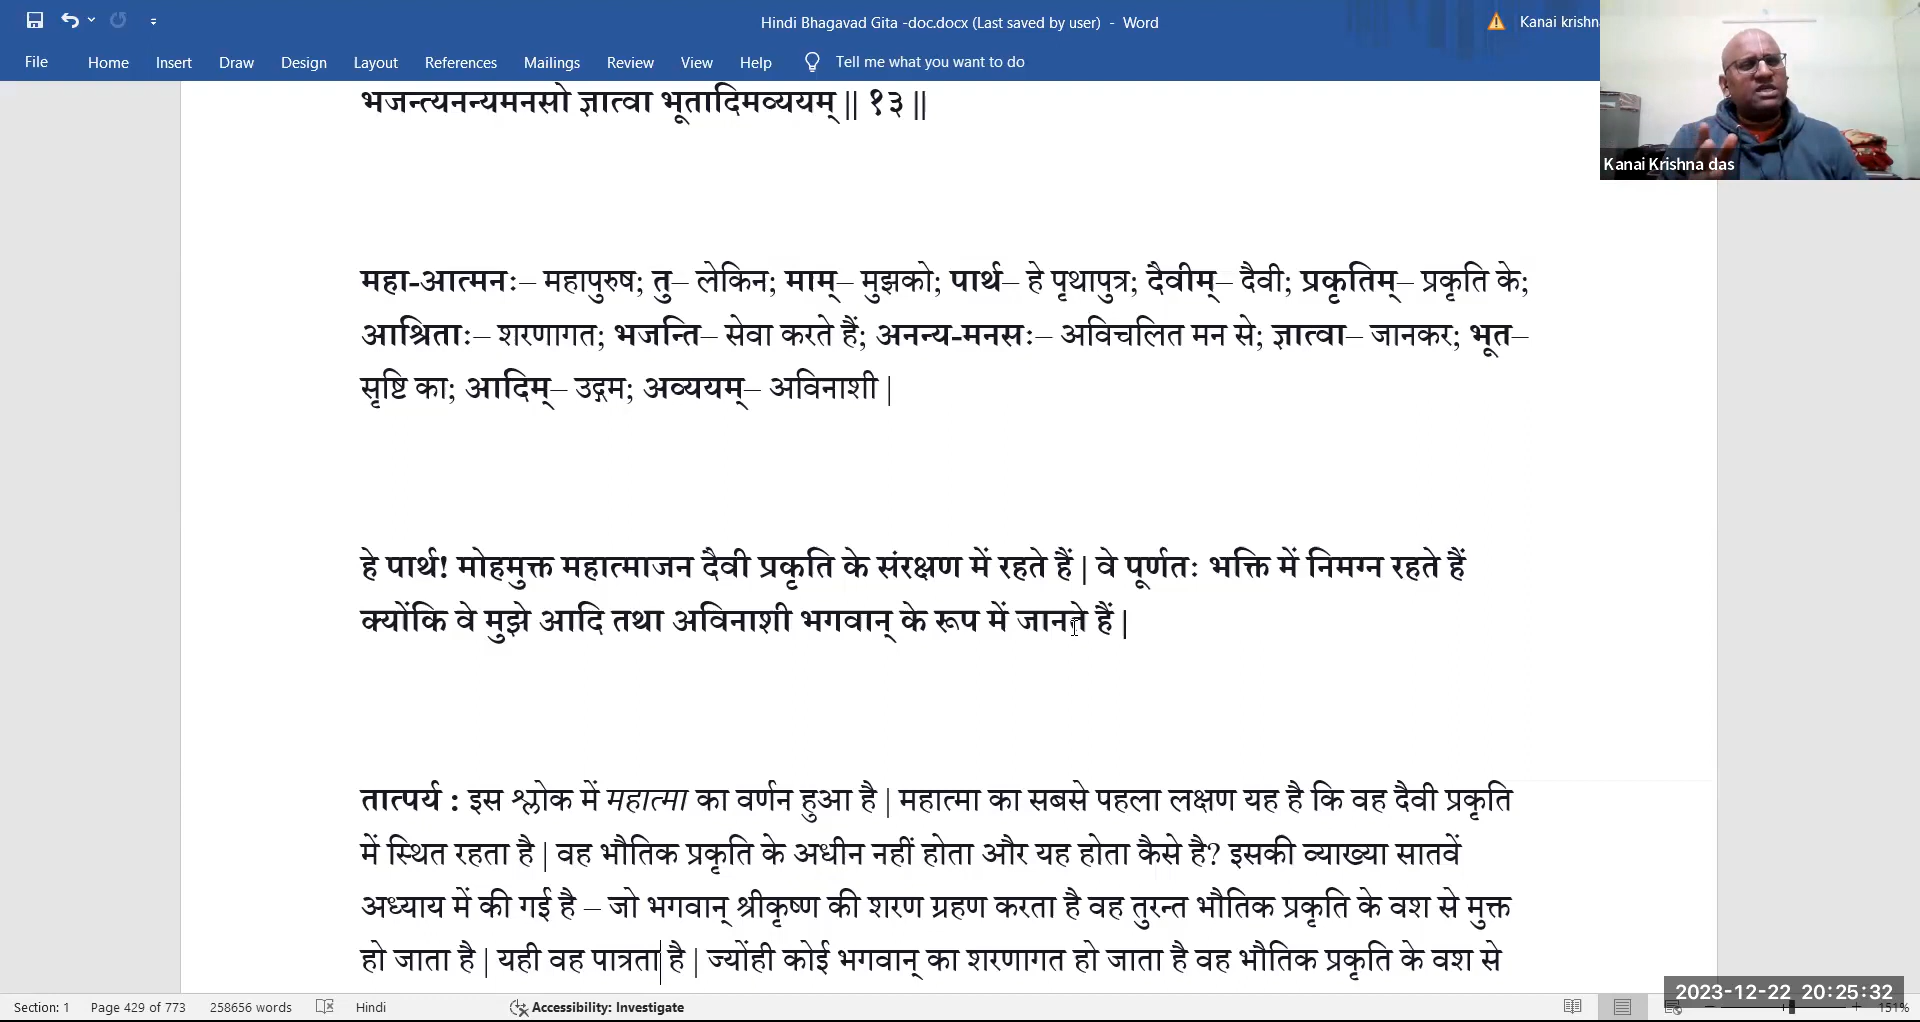 Hindi Bhagavad Gita -doc.docx (Last saved by user) - Word
Kanai krishna
File Home Insert Draw Design Layout References Mailings Review View Help Tell me what you want to do
Kanai Krishna das
भजन्त्यनन्यमनसो ज्ञात्वा भूतादिमव्ययम् || १३ ||
महा-आत्मनः– महापुरुष; तु– लेकिन; माम्– मुझको; पार्थ– हे पृथापुत्र; दैवीम्– दैवी; प्रकृतिम्– प्रकृति के;
आश्रिताः– शरणागत; भजन्ति– सेवा करते हैं; अनन्य-मनसः– अविचलित मन से; ज्ञात्वा– जानकर; भूत–
सृष्टि का; आदिम्– उद्गम; अव्ययम्– अविनाशी |
हे पार्थ! मोहमुक्त महात्माजन दैवी प्रकृति के संरक्षण में रहते हैं | वे पूर्णतः भक्ति में निमग्न रहते हैं
क्योंकि वे मुझे आदि तथा अविनाशी भगवान् के रूप में जानते हैं |
तात्पर्य : इस श्लोक में महात्मा का वर्णन हुआ है | महात्मा का सबसे पहला लक्षण यह है कि वह दैवी प्रकृति
में स्थित रहता है | वह भौतिक प्रकृति के अधीन नहीं होता और यह होता कैसे है? इसकी व्याख्या सातवें
अध्याय में की गई है – जो भगवान् श्रीकृष्ण की शरण ग्रहण करता है वह तुरन्त भौतिक प्रकृति के वश से मुक्त
हो जाता है | यही वह पात्रता है | ज्योंही कोई भगवान् का शरणागत हो जाता है वह भौतिक प्रकृति के वश से
2023-12-22 20:25:32
Section: 1 Page 429 of 773 258656 words Hindi Accessibility: Investigate 151%